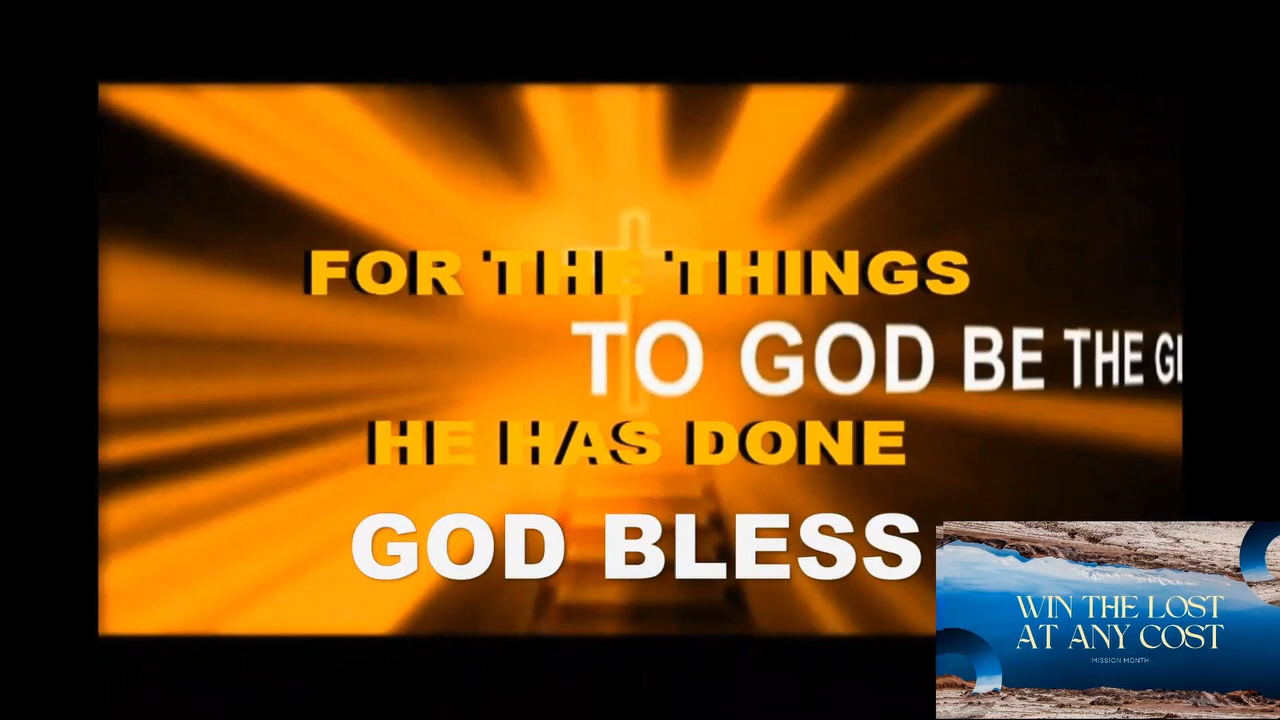 FOR THE THINGS
TO GOD BE THE
HE HAS DONE
GOD BLESS
WIN THE LOST
AT ANY COST
MISSION MONTH